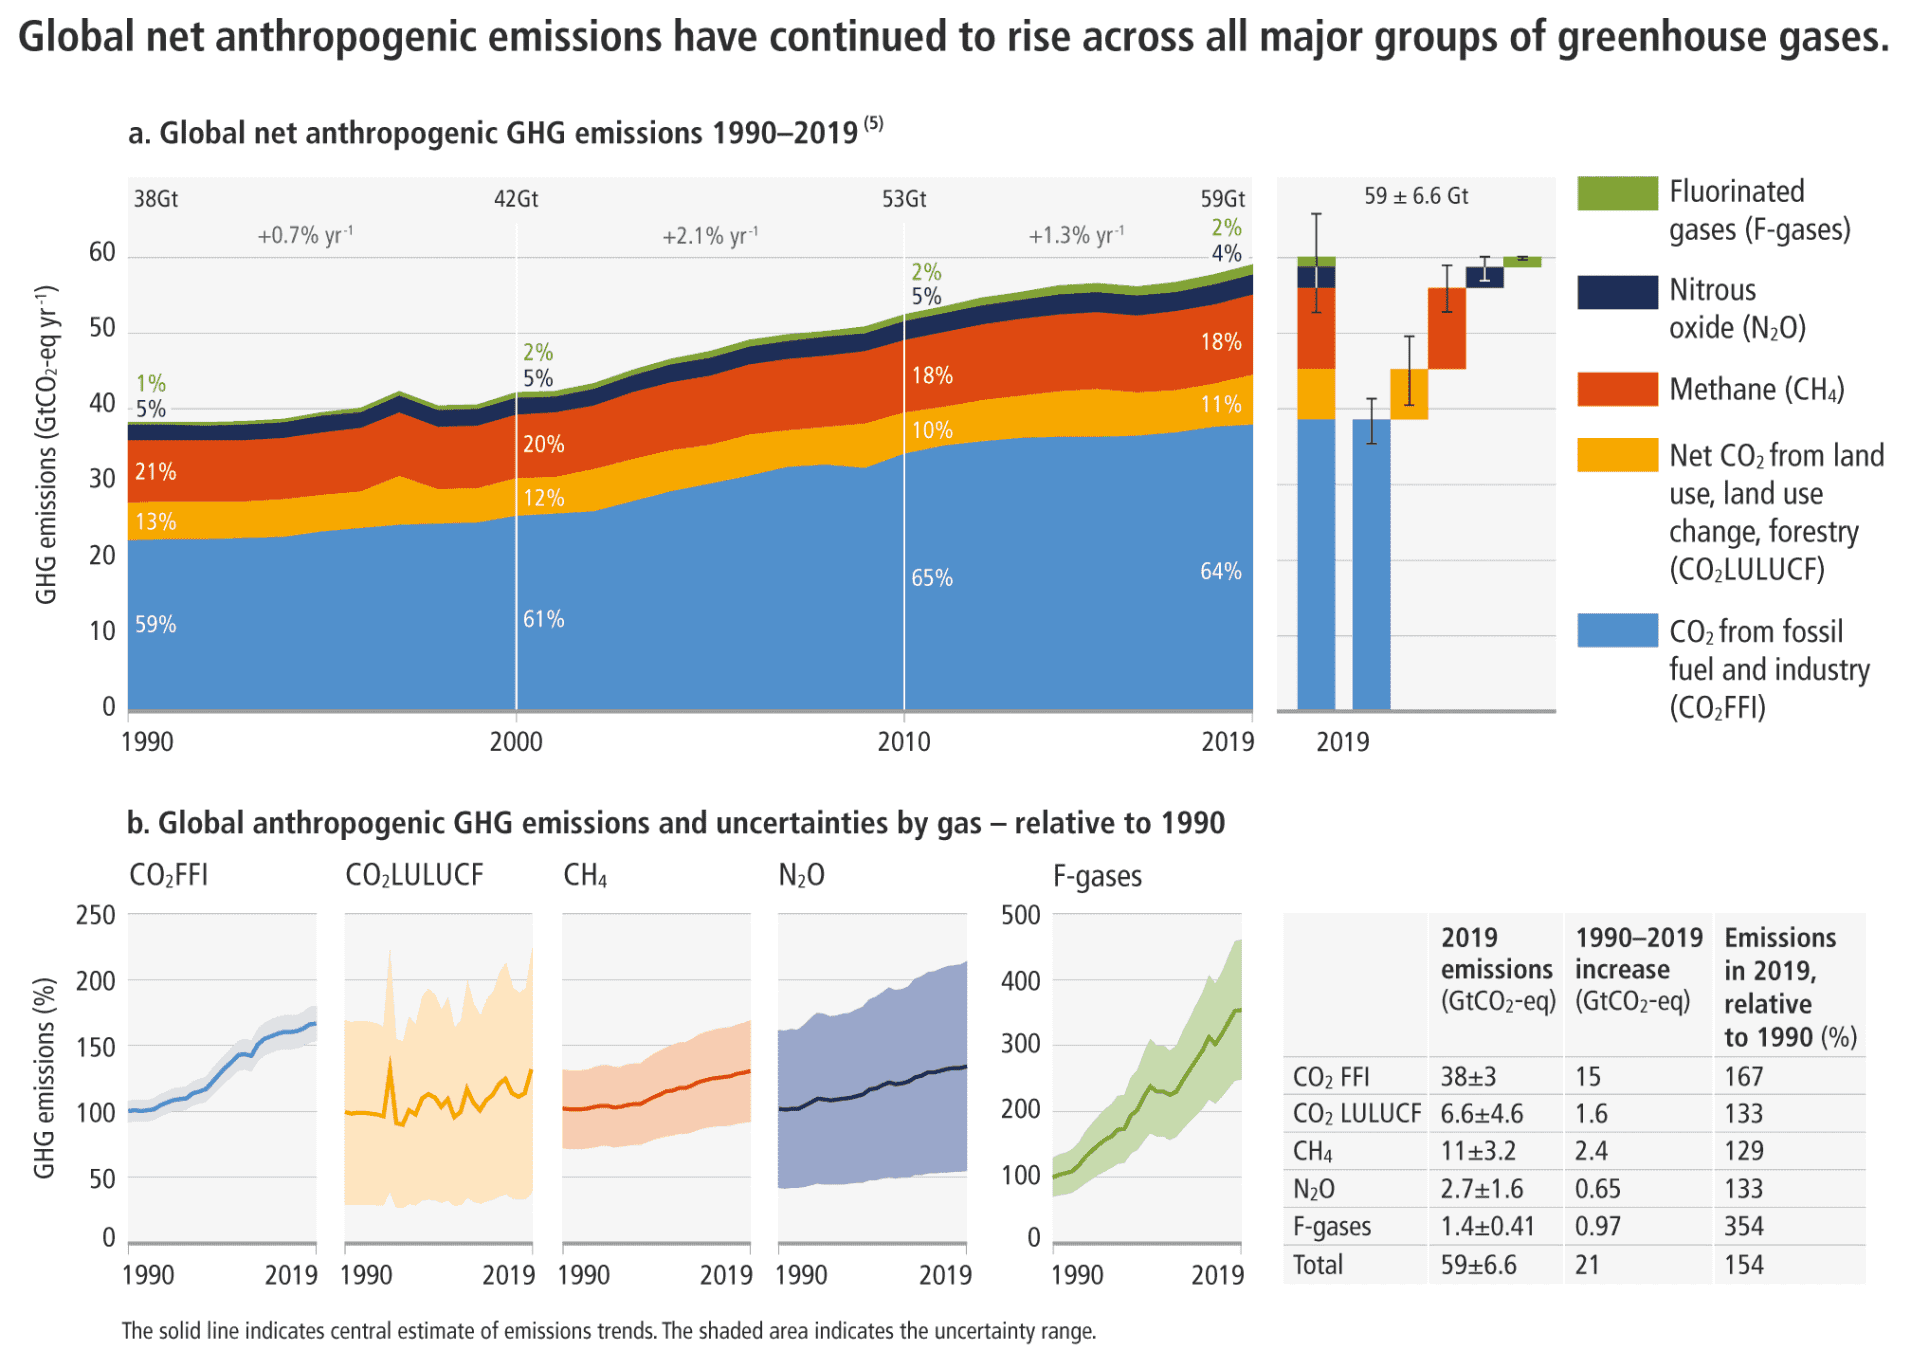 Global net anthropogenic emissions have continued to rise across all major groups of greenhouse gases.
a. Global net anthropogenic GHG emissions 1990–2019 (5)
GHG emissions (GtCO₂-eq yr⁻¹)
60
50
40
30
20
10
0
38Gt
42Gt
53Gt
59Gt
+0.7% yr⁻¹
+2.1% yr⁻¹
+1.3% yr⁻¹
1%
5%
21%
13%
59%
2%
5%
20%
12%
61%
2%
5%
18%
10%
65%
2%
4%
18%
11%
64%
1990
2000
2010
2019
59 ± 6.6 Gt
2019
Fluorinated
gases (F-gases)
Nitrous
oxide (N₂O)
Methane (CH₄)
Net CO₂ from land
use, land use
change, forestry
(CO₂LULUCF)
CO₂ from fossil
fuel and industry
(CO₂FFI)
b. Global anthropogenic GHG emissions and uncertainties by gas – relative to 1990
GHG emissions (%)
CO₂FFI
CO₂LULUCF
CH₄
N₂O
F-gases
250
200
150
100
50
0
500
400
300
200
100
0
1990 2019
1990 2019
1990 2019
1990 2019
1990 2019
2019 emissions (GtCO₂-eq)
1990–2019 increase (GtCO₂-eq)
Emissions in 2019, relative to 1990 (%)
CO₂ FFI 38±3 15 167
CO₂ LULUCF 6.6±4.6 1.6 133
CH₄ 11±3.2 2.4 129
N₂O 2.7±1.6 0.65 133
F-gases 1.4±0.41 0.97 354
Total 59±6.6 21 154
The solid line indicates central estimate of emissions trends. The shaded area indicates the uncertainty range.